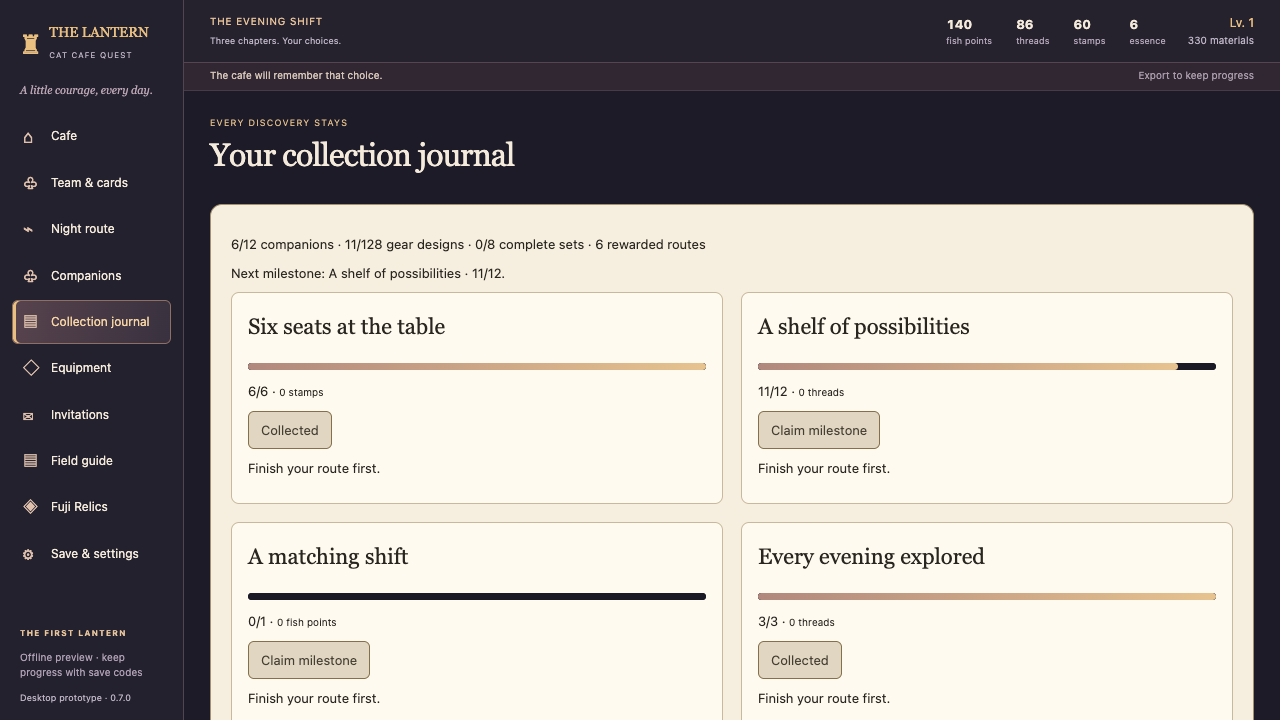 THE LANTERN
CAT CAFE QUEST
A little courage, every day.
Cafe
Team & cards
Night route
Companions
Collection journal
Equipment
Invitations
Field guide
Fuji Relics
Save & settings
THE FIRST LANTERN
Offline preview · keep
progress with save codes
Desktop prototype · 0.7.0
THE EVENING SHIFT
Three chapters. Your choices.
140
fish points
86
threads
60
stamps
6
essence
Lv. 1
330 materials
The cafe will remember that choice.
Export to keep progress
EVERY DISCOVERY STAYS
Your collection journal
6/12 companions · 11/128 gear designs · 0/8 complete sets · 6 rewarded routes
Next milestone: A shelf of possibilities · 11/12.
Six seats at the table
6/6 · 0 stamps
Collected
Finish your route first.
A shelf of possibilities
11/12 · 0 threads
Claim milestone
Finish your route first.
A matching shift
0/1 · 0 fish points
Claim milestone
Finish your route first.
Every evening explored
3/3 · 0 threads
Collected
Finish your route first.